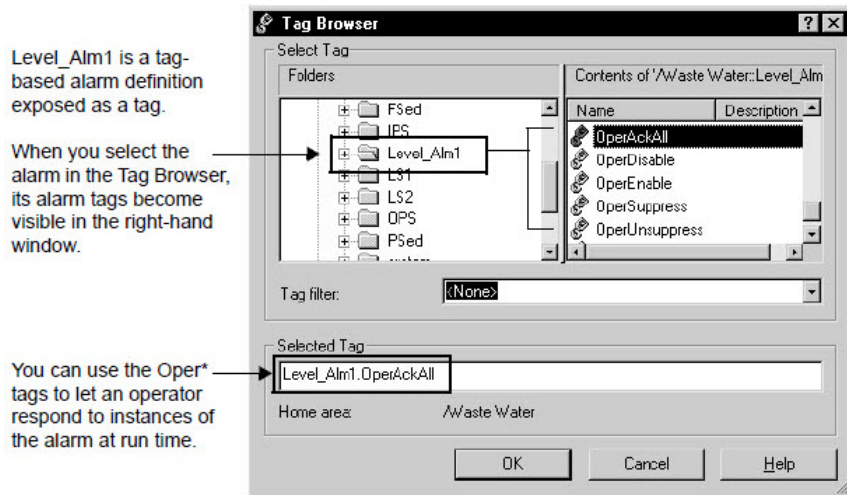 Tag Browser
Level_Alm1 is a tag-
based alarm definition
exposed as a tag.
When you select the
alarm in the Tag Browser,
its alarm tags become
visible in the right-hand
window.
You can use the Oper*
tags to let an operator
respond to instances of
the alarm at run time.
Select Tag
Folders
FSed
IPS
Level_Alm1
LS1
LS2
OPS
PSed
system
Contents of '/Waste Water::Level_Alm
Name Description
OperAckAll
OperDisable
OperEnable
OperSuppress
OperUnsuppress
Tag filter: <None>
Selected Tag
Level_Alm1.OperAckAll
Home area: /Waste Water
OK Cancel Help